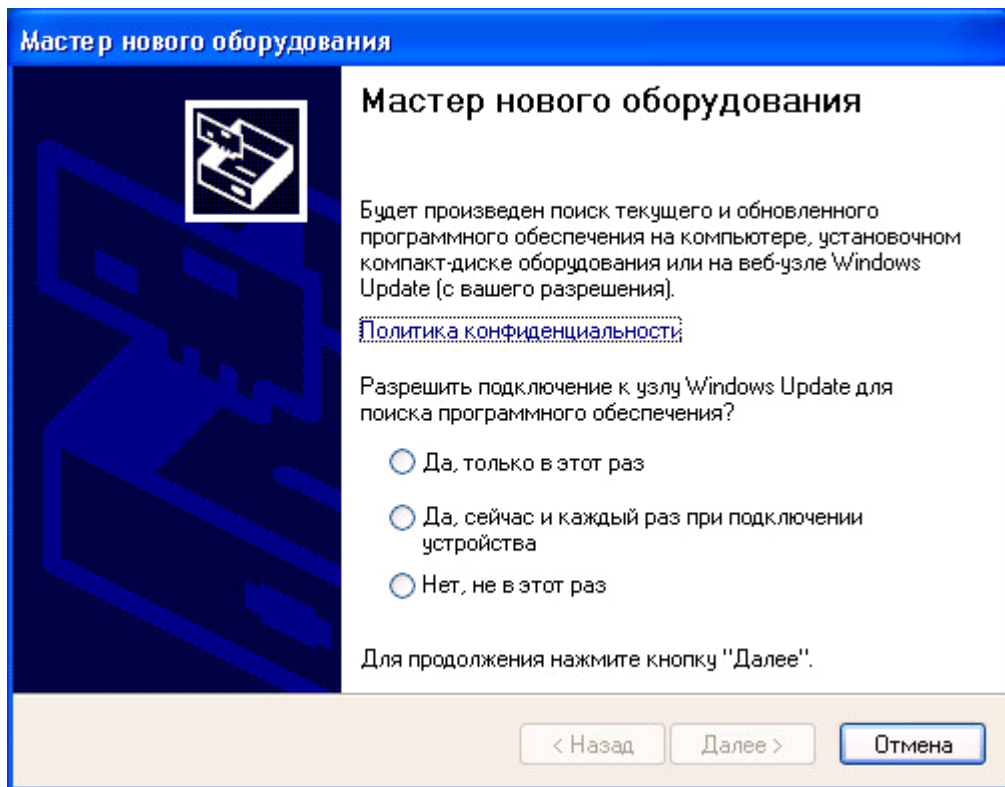 Мастер нового оборудования
Мастер нового оборудования
Будет произведен поиск текущего и обновленного
программного обеспечения на компьютере, установочном
компакт-диске оборудования или на веб-узле Windows
Update (с вашего разрешения).
Политика конфиденциальности
Разрешить подключение к узлу Windows Update для
поиска программного обеспечения?
Да, только в этот раз
Да, сейчас и каждый раз при подключении
устройства
Нет, не в этот раз
Для продолжения нажмите кнопку "Далее".
< Назад Далее > Отмена